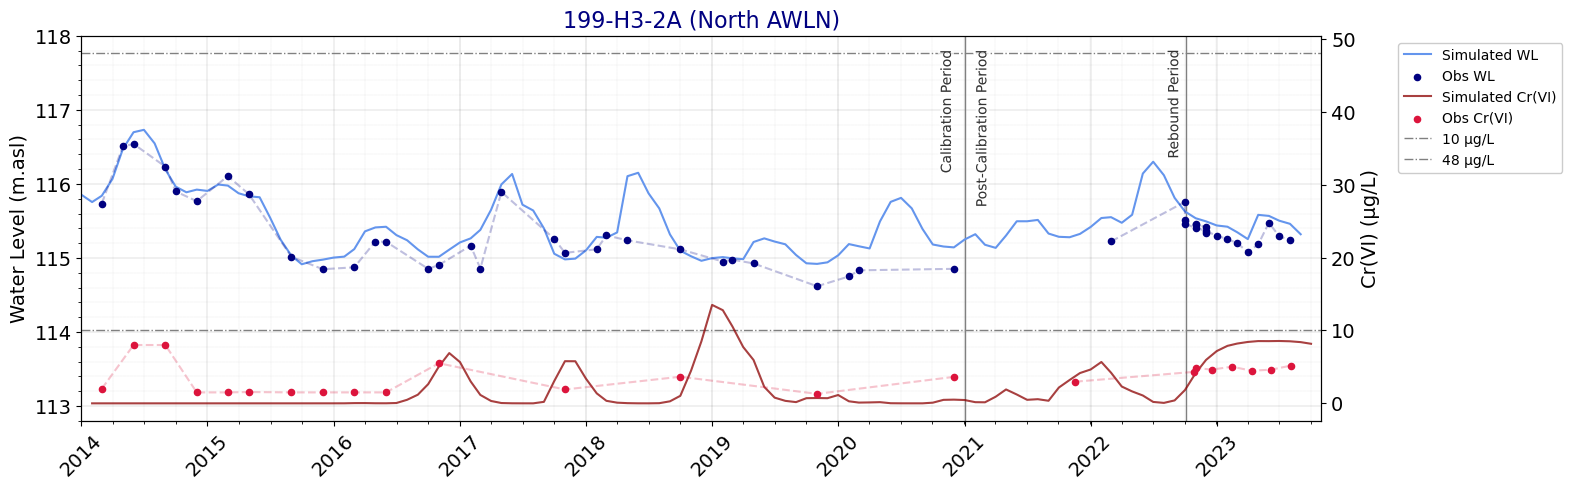 199-H3-2A (North AWLN)
Water Level (m.asl)
118
117
116
115
114
113
Calibration Period
Post-Calibration Period
Rebound Period
50
40
30
20
10
0
Cr(VI) (µg/L)
2014
2015
2016
2017
2018
2019
2020
2021
2022
2023
Simulated WL
Obs WL
Simulated Cr(VI)
Obs Cr(VI)
10 µg/L
48 µg/L